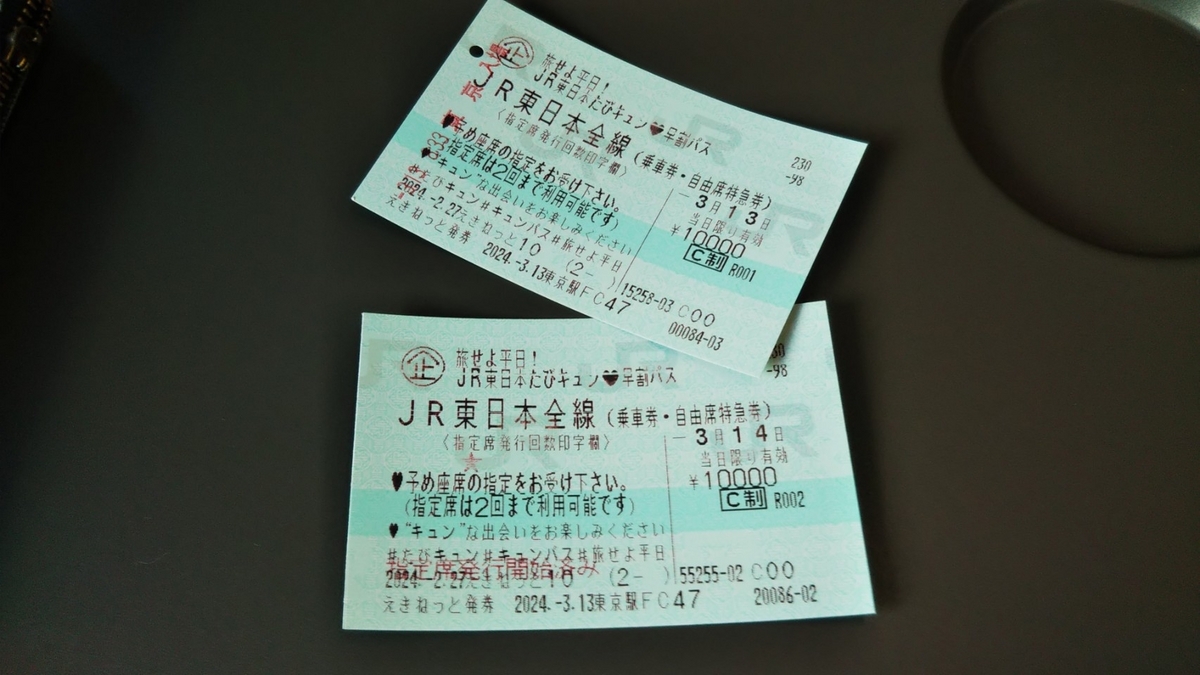 企 旅せよ平日！
JR東日本たびキュン♥早割パス
230
-98
JR東日本全線（乗車券・自由席特急券）
〈指定席発行回数印字欄〉
－3月13日
当日限り有効
￥10000
C制 R001
♥予め座席の指定をお受け下さい。
（指定席は2回まで利用可能です）
♥“キュン”な出会いをお楽しみください
#たびキュン#キュンパス#旅せよ平日
2024.-2.27えきねっと10 （2- ）15258-03 COO
えきねっと発券 2024.-3.13東京駅FC47 00084-03
企 旅せよ平日！
JR東日本たびキュン♥早割パス
-98
JR東日本全線（乗車券・自由席特急券）
〈指定席発行回数印字欄〉
★
－3月14日
当日限り有効
￥10000
C制 R002
♥予め座席の指定をお受け下さい。
（指定席は2回まで利用可能です）
♥“キュン”な出会いをお楽しみください
#たびキュン#キュンパス#旅せよ平日
指定席発行開始済み
2024.-2.27えきねっと10 （2- ）55255-02 COO
えきねっと発券 2024.-3.13東京駅FC47 20086-02